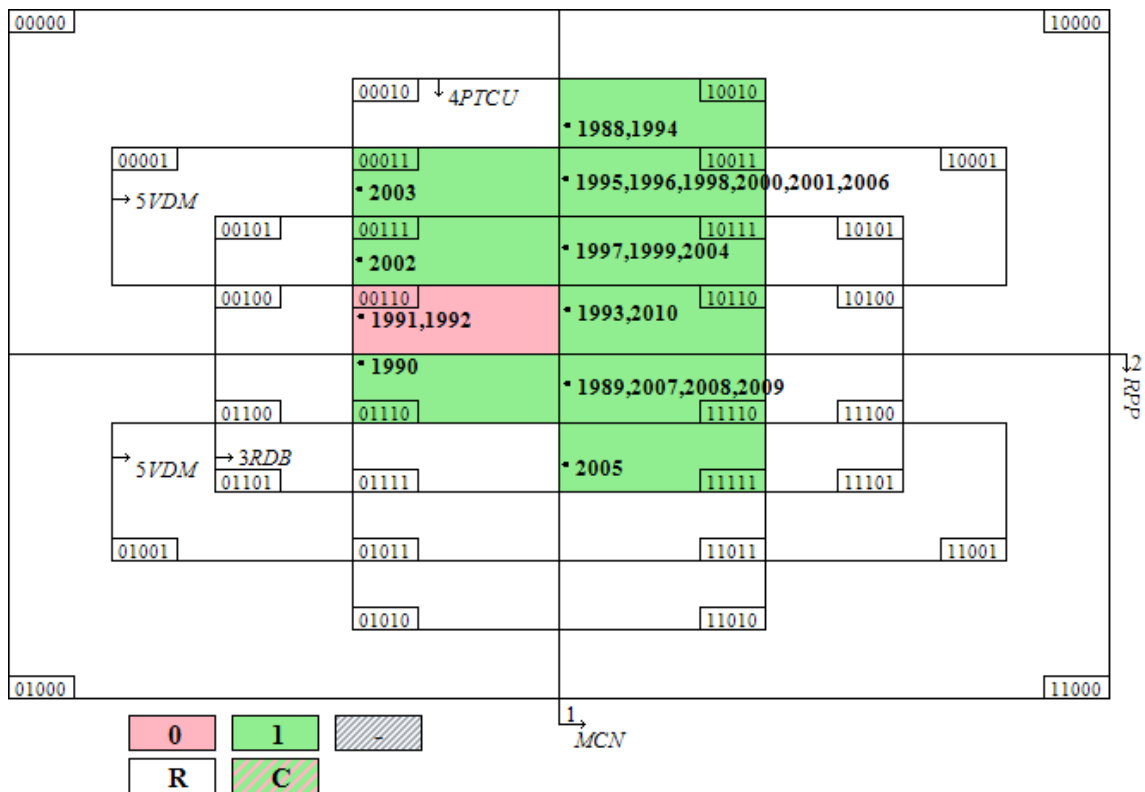 00000 10000
00010 4PTCU 10010
1988,1994
00001 00011 10011 10001
1995,1996,1998,2000,2001,2006
5VDM 2003
00101 00111 10111 10101
1997,1999,2004
2002
00100 00110 10110 10100
1991,1992 1993,2010
1990 2
RPP
1989,2007,2008,2009
01100 01110 11110 11100
5VDM 3RDB 2005
01101 01111 11111 11101
01001 01011 11011 11001
01010 11010
01000 11000
1
MCN
0 1 -
R C